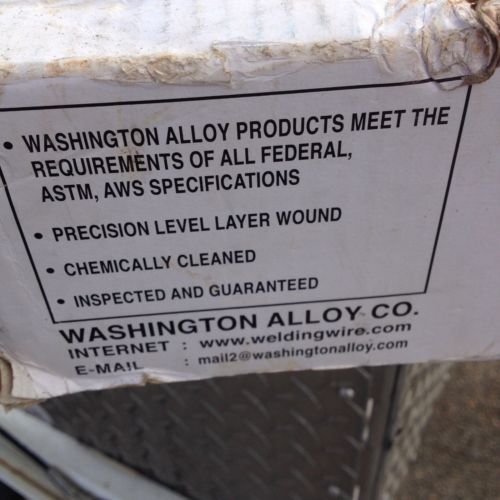 • WASHINGTON ALLOY PRODUCTS MEET THE
REQUIREMENTS OF ALL FEDERAL,
ASTM, AWS SPECIFICATIONS
• PRECISION LEVEL LAYER WOUND
• CHEMICALLY CLEANED
• INSPECTED AND GUARANTEED
WASHINGTON ALLOY CO.
INTERNET : www.weldingwire.com
E-MAIL : mail2@washingtonalloy.com